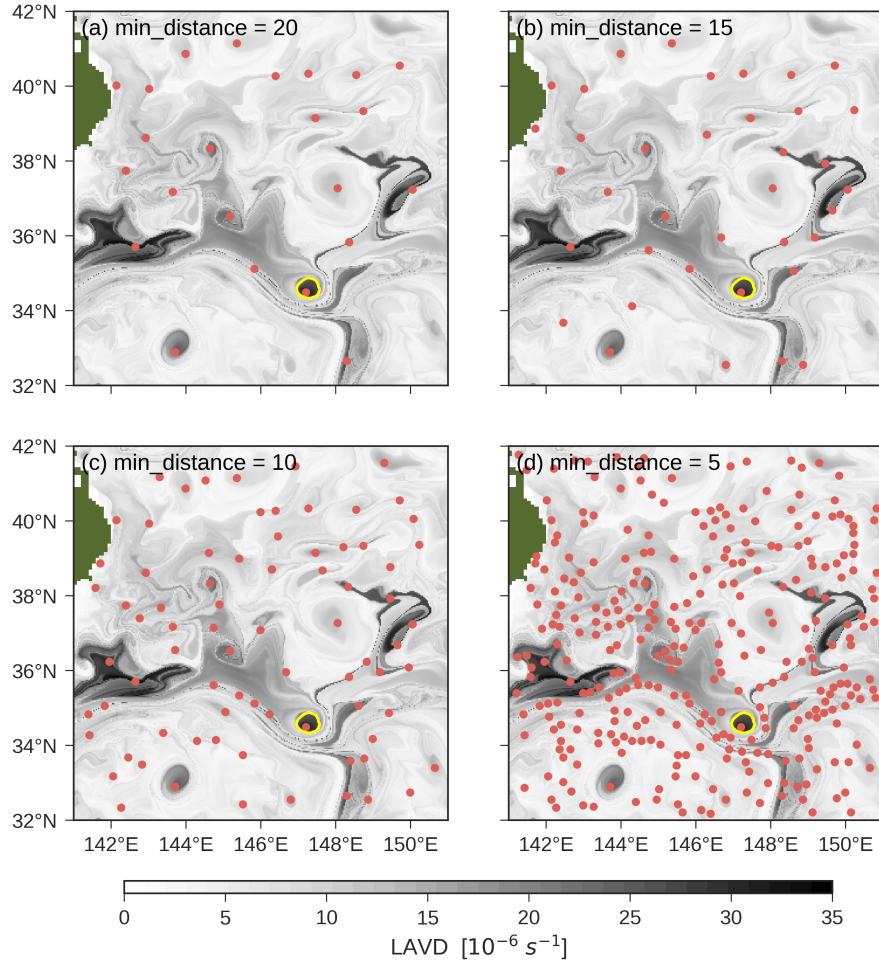 (a) min_distance = 20
(b) min_distance = 15
42°N
40°N
38°N
36°N
34°N
32°N
(c) min_distance = 10
(d) min_distance = 5
42°N
40°N
38°N
36°N
34°N
32°N
142°E 144°E 146°E 148°E 150°E
142°E 144°E 146°E 148°E 150°E
0 5 10 15 20 25 30 35
LAVD [10⁻⁶ s⁻¹]